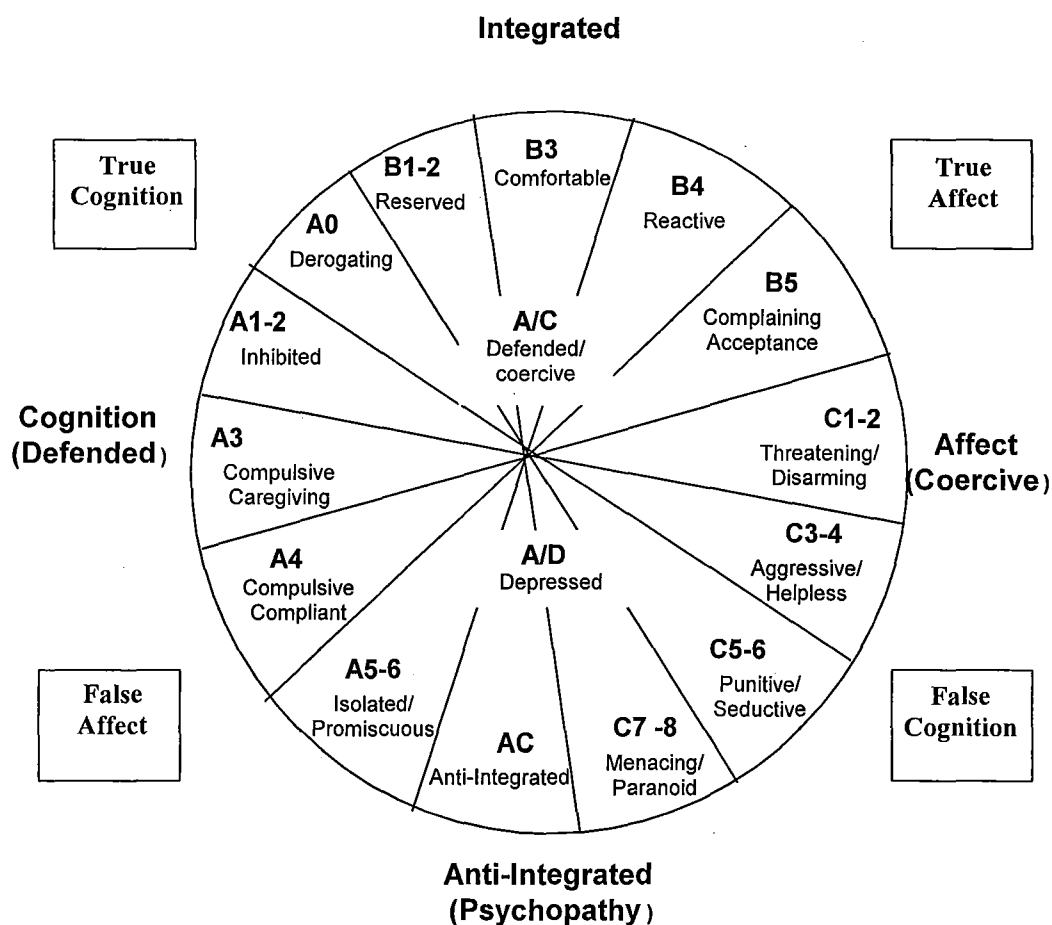 Integrated
True
Cognition
True
Affect
B1-2
Reserved
B3
Comfortable
B4
Reactive
A0
Derogating
B5
Complaining
Acceptance
A1-2
Inhibited
A/C
Defended/
coercive
Cognition
(Defended)
A3
Compulsive
Caregiving
C1-2
Threatening/
Disarming
Affect
(Coercive)
A4
Compulsive
Compliant
A/D
Depressed
C3-4
Aggressive/
Helpless
False
Affect
A5-6
Isolated/
Promiscuous
AC
Anti-Integrated
C7 -8
Menacing/
Paranoid
C5-6
Punitive/
Seductive
False
Cognition
Anti-Integrated
(Psychopathy)